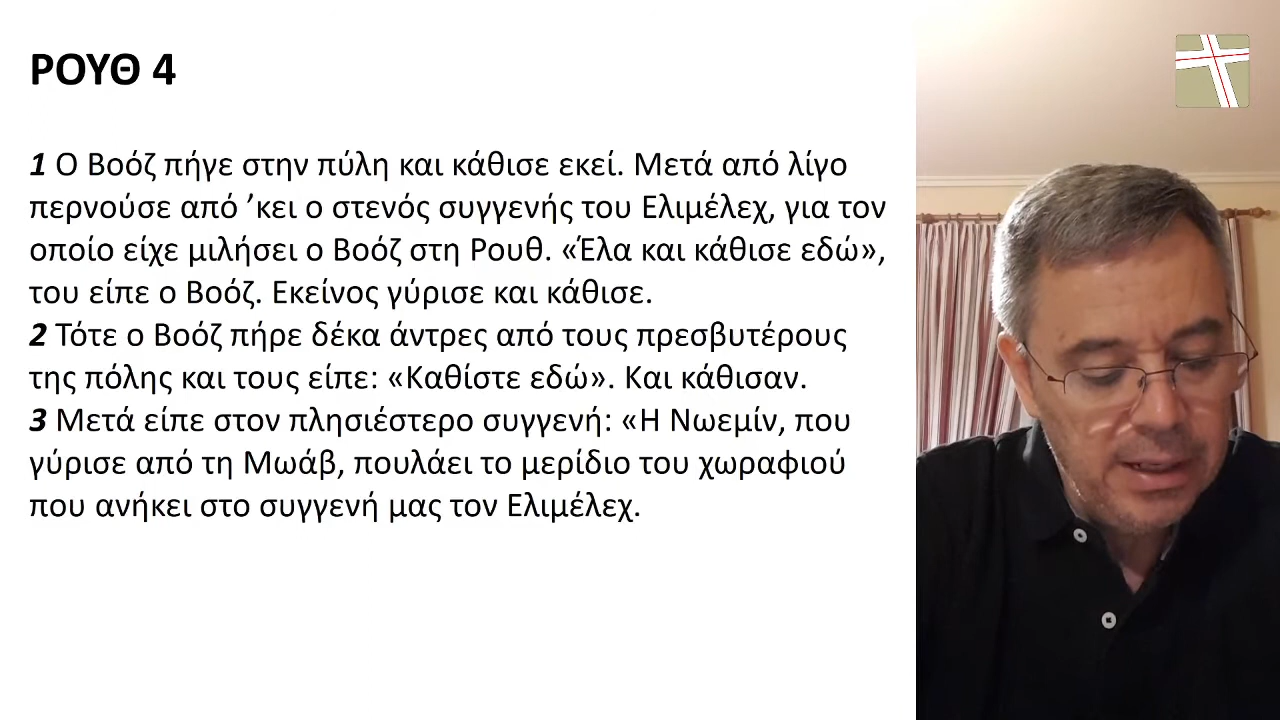 ΡΟΥΘ 4
1 Ο Βοόζ πήγε στην πύλη και κάθισε εκεί. Μετά από λίγο
περνούσε από ’κει ο στενός συγγενής του Ελιμέλεχ, για τον
οποίο είχε μιλήσει ο Βοόζ στη Ρουθ. «Έλα και κάθισε εδώ»,
του είπε ο Βοόζ. Εκείνος γύρισε και κάθισε.
2 Τότε ο Βοόζ πήρε δέκα άντρες από τους πρεσβυτέρους
της πόλης και τους είπε: «Καθίστε εδώ». Και κάθισαν.
3 Μετά είπε στον πλησιέστερο συγγενή: «Η Νωεμίν, που
γύρισε από τη Μωάβ, πουλάει το μερίδιο του χωραφιού
που ανήκει στο συγγενή μας τον Ελιμέλεχ.